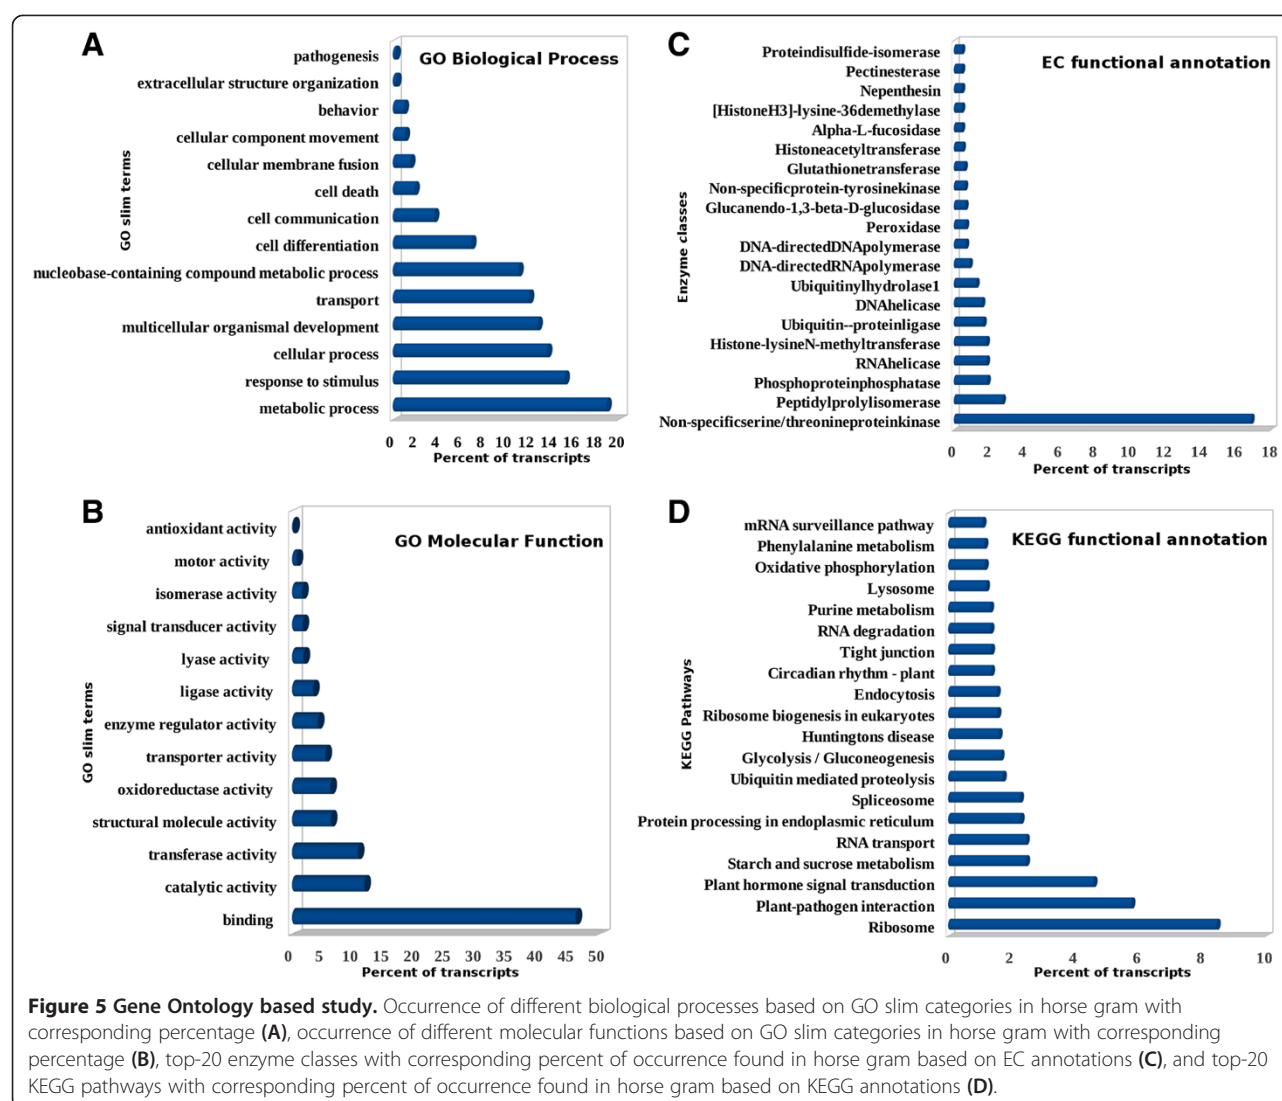 A
GO Biological Process
GO slim terms
pathogenesis
extracellular structure organization
behavior
cellular component movement
cellular membrane fusion
cell death
cell communication
cell differentiation
nucleobase-containing compound metabolic process
transport
multicellular organismal development
cellular process
response to stimulus
metabolic process
0 2 4 6 8 10 12 14 16 18 20
Percent of transcripts
B
GO Molecular Function
GO slim terms
antioxidant activity
motor activity
isomerase activity
signal transducer activity
lyase activity
ligase activity
enzyme regulator activity
transporter activity
oxidoreductase activity
structural molecule activity
transferase activity
catalytic activity
binding
0 5 10 15 20 25 30 35 40 45 50
Percent of transcripts
C
EC functional annotation
Enzyme classes
Proteindisulfide-isomerase
Pectinesterase
Nepenthesin
[HistoneH3]-lysine-36demethylase
Alpha-L-fucosidase
Histoneacetyltransferase
Glutathionetransferase
Non-specificprotein-tyrosinekinase
Glucanendo-1,3-beta-D-glucosidase
Peroxidase
DNA-directedDNApolymerase
DNA-directedRNApolymerase
Ubiquitinylhydrolase1
DNAhelicase
Ubiquitin--proteinligase
Histone-lysineN-methyltransferase
RNAhelicase
Phosphoproteinphosphatase
Peptidylprolylisomerase
Non-specificserine/threonineproteinkinase
0 2 4 6 8 10 12 14 16 18
Percent of transcripts
D
KEGG functional annotation
KEGG Pathways
mRNA surveillance pathway
Phenylalanine metabolism
Oxidative phosphorylation
Lysosome
Purine metabolism
RNA degradation
Tight junction
Circadian rhythm - plant
Endocytosis
Ribosome biogenesis in eukaryotes
Huntingtons disease
Glycolysis / Gluconeogenesis
Ubiquitin mediated proteolysis
Spliceosome
Protein processing in endoplasmic reticulum
RNA transport
Starch and sucrose metabolism
Plant hormone signal transduction
Plant-pathogen interaction
Ribosome
0 2 4 6 8 10
Percent of transcripts
Figure 5 Gene Ontology based study. Occurrence of different biological processes based on GO slim categories in horse gram with
corresponding percentage (A), occurrence of different molecular functions based on GO slim categories in horse gram with corresponding
percentage (B), top-20 enzyme classes with corresponding percent of occurrence found in horse gram based on EC annotations (C), and top-20
KEGG pathways with corresponding percent of occurrence found in horse gram based on KEGG annotations (D).